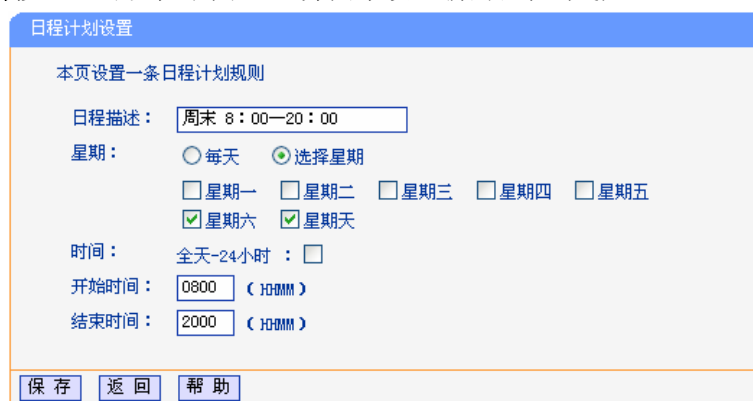 日程计划设置
本页设置一条日程计划规则
日程描述： 周末 8：00—20：00
星期： 每天 选择星期
星期一 星期二 星期三 星期四 星期五
星期六 星期天
时间： 全天-24小时 ：
开始时间： 0800 （HHMM）
结束时间： 2000 （HHMM）
保 存 返 回 帮 助